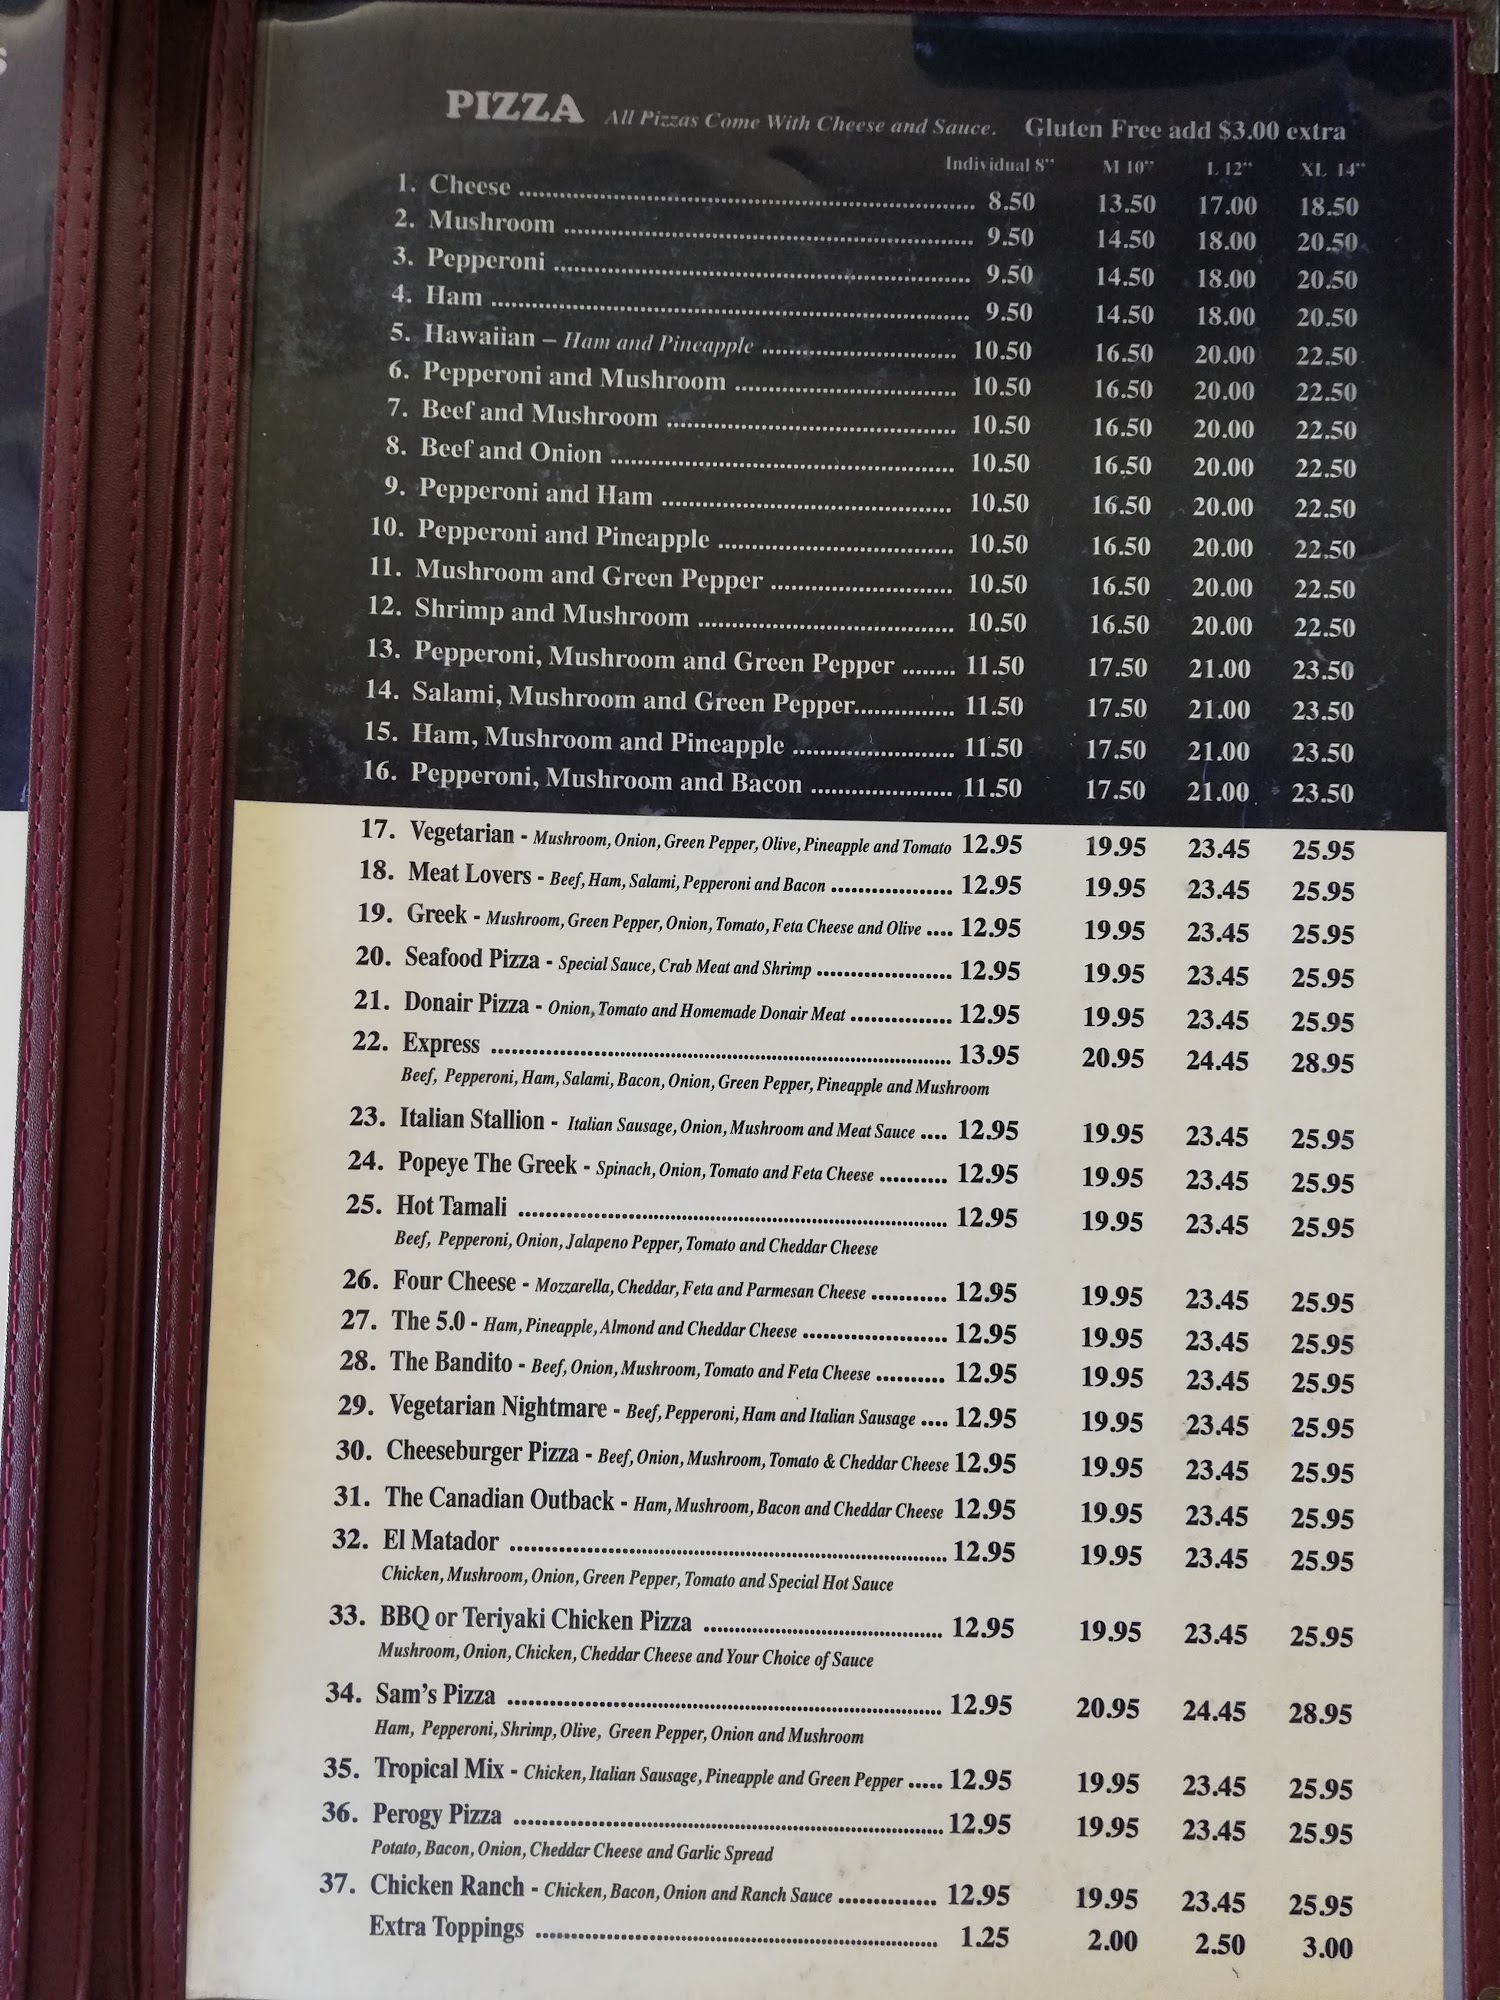 S
PIZZA All Pizzas Come With Cheese and Sauce. Gluten Free add $3.00 extra
Individual 8" M 10" L 12" XL 14"
1. Cheese 8.50 13.50 17.00 18.50
2. Mushroom 9.50 14.50 18.00 20.50
3. Pepperoni 9.50 14.50 18.00 20.50
4. Ham 9.50 14.50 18.00 20.50
5. Hawaiian – Ham and Pineapple 10.50 16.50 20.00 22.50
6. Pepperoni and Mushroom 10.50 16.50 20.00 22.50
7. Beef and Mushroom 10.50 16.50 20.00 22.50
8. Beef and Onion 10.50 16.50 20.00 22.50
9. Pepperoni and Ham 10.50 16.50 20.00 22.50
10. Pepperoni and Pineapple 10.50 16.50 20.00 22.50
11. Mushroom and Green Pepper 10.50 16.50 20.00 22.50
12. Shrimp and Mushroom 10.50 16.50 20.00 22.50
13. Pepperoni, Mushroom and Green Pepper 11.50 17.50 21.00 23.50
14. Salami, Mushroom and Green Pepper 11.50 17.50 21.00 23.50
15. Ham, Mushroom and Pineapple 11.50 17.50 21.00 23.50
16. Pepperoni, Mushroom and Bacon 11.50 17.50 21.00 23.50
17. Vegetarian - Mushroom, Onion, Green Pepper, Olive, Pineapple and Tomato 12.95 19.95 23.45 25.95
18. Meat Lovers - Beef, Ham, Salami, Pepperoni and Bacon 12.95 19.95 23.45 25.95
19. Greek - Mushroom, Green Pepper, Onion, Tomato, Feta Cheese and Olive 12.95 19.95 23.45 25.95
20. Seafood Pizza - Special Sauce, Crab Meat and Shrimp 12.95 19.95 23.45 25.95
21. Donair Pizza - Onion, Tomato and Homemade Donair Meat 12.95 19.95 23.45 25.95
22. Express 13.95 20.95 24.45 28.95
Beef, Pepperoni, Ham, Salami, Bacon, Onion, Green Pepper, Pineapple and Mushroom
23. Italian Stallion - Italian Sausage, Onion, Mushroom and Meat Sauce 12.95 19.95 23.45 25.95
24. Popeye The Greek - Spinach, Onion, Tomato and Feta Cheese 12.95 19.95 23.45 25.95
25. Hot Tamali 12.95 19.95 23.45 25.95
Beef, Pepperoni, Onion, Jalapeno Pepper, Tomato and Cheddar Cheese
26. Four Cheese - Mozzarella, Cheddar, Feta and Parmesan Cheese 12.95 19.95 23.45 25.95
27. The 5.0 - Ham, Pineapple, Almond and Cheddar Cheese 12.95 19.95 23.45 25.95
28. The Bandito - Beef, Onion, Mushroom, Tomato and Feta Cheese 12.95 19.95 23.45 25.95
29. Vegetarian Nightmare - Beef, Pepperoni, Ham and Italian Sausage 12.95 19.95 23.45 25.95
30. Cheeseburger Pizza - Beef, Onion, Mushroom, Tomato & Cheddar Cheese 12.95 19.95 23.45 25.95
31. The Canadian Outback - Ham, Mushroom, Bacon and Cheddar Cheese 12.95 19.95 23.45 25.95
32. El Matador 12.95 19.95 23.45 25.95
Chicken, Mushroom, Onion, Green Pepper, Tomato and Special Hot Sauce
33. BBQ or Teriyaki Chicken Pizza 12.95 19.95 23.45 25.95
Mushroom, Onion, Chicken, Cheddar Cheese and Your Choice of Sauce
34. Sam's Pizza 12.95 20.95 24.45 28.95
Ham, Pepperoni, Shrimp, Olive, Green Pepper, Onion and Mushroom
35. Tropical Mix - Chicken, Italian Sausage, Pineapple and Green Pepper 12.95 19.95 23.45 25.95
36. Perogy Pizza 12.95 19.95 23.45 25.95
Potato, Bacon, Onion, Cheddar Cheese and Garlic Spread
37. Chicken Ranch - Chicken, Bacon, Onion and Ranch Sauce 12.95 19.95 23.45 25.95
Extra Toppings 1.25 2.00 2.50 3.00